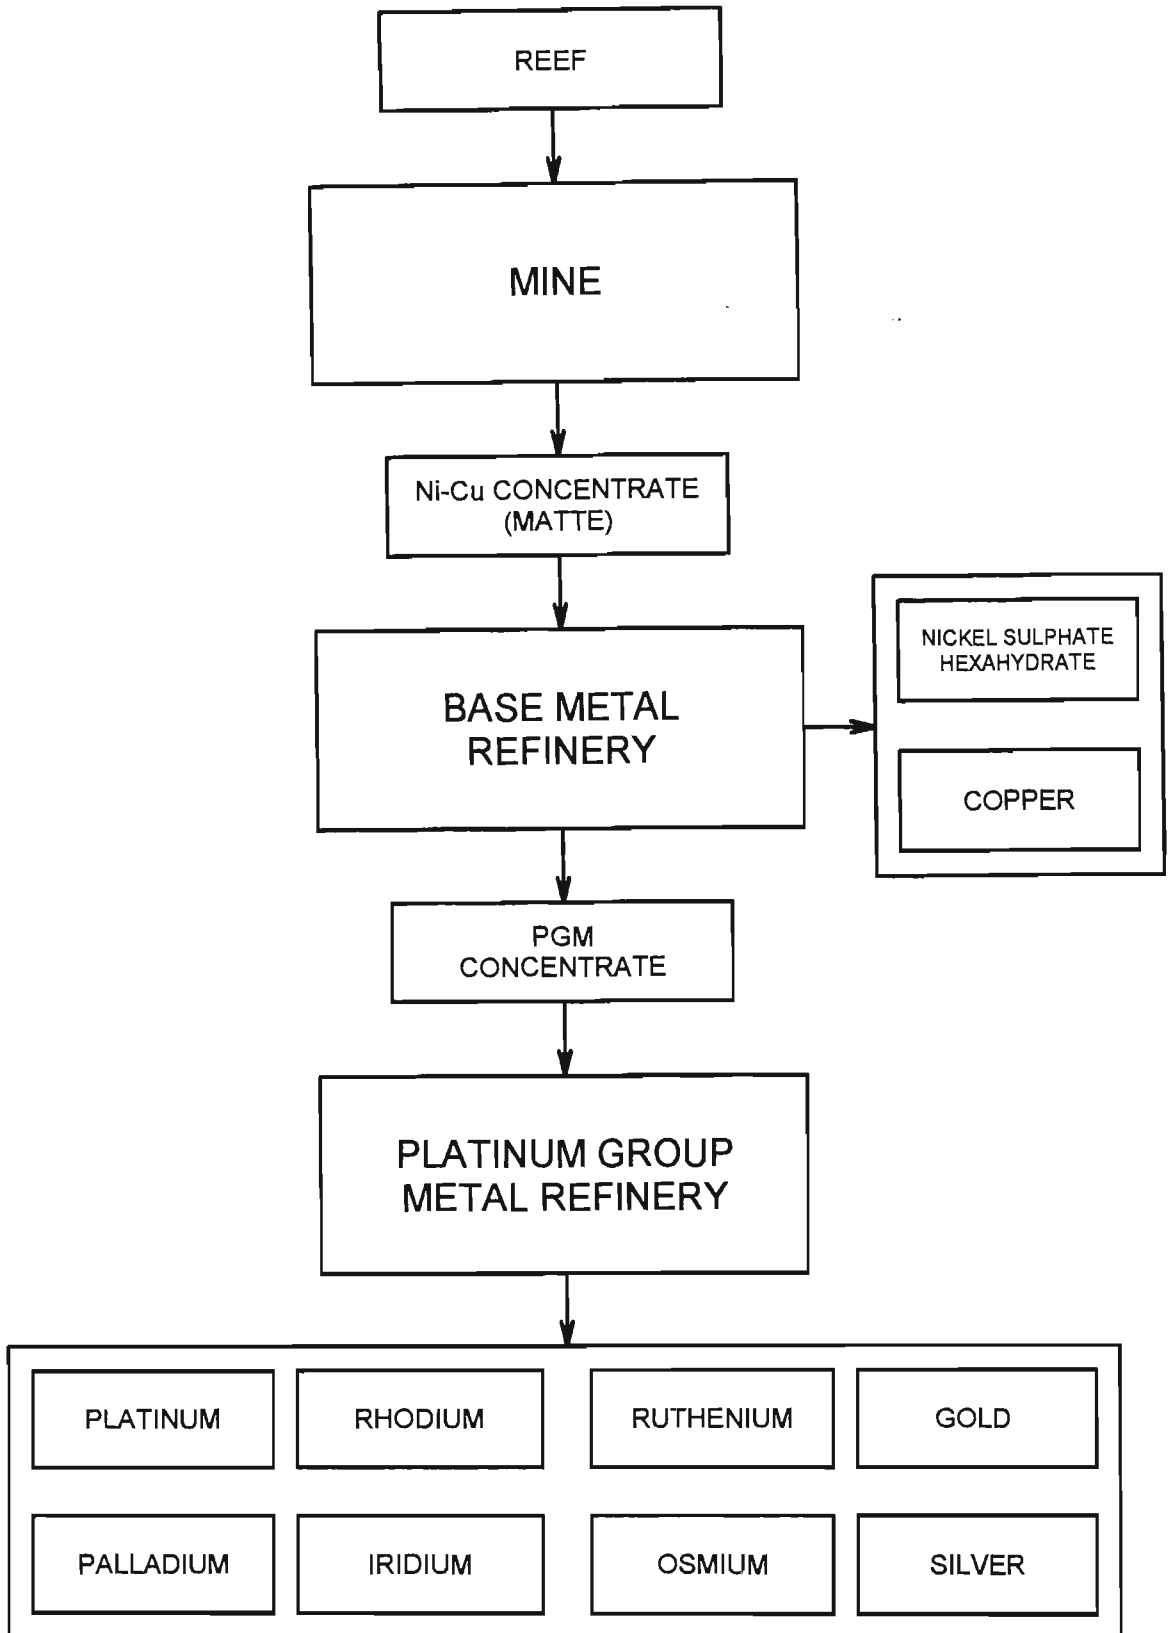 REEF
MINE
Ni-Cu CONCENTRATE
(MATTE)
NICKEL SULPHATE
HEXAHYDRATE
BASE METAL
REFINERY
COPPER
PGM
CONCENTRATE
PLATINUM GROUP
METAL REFINERY
PLATINUM
RHODIUM
RUTHENIUM
GOLD
PALLADIUM
IRIDIUM
OSMIUM
SILVER